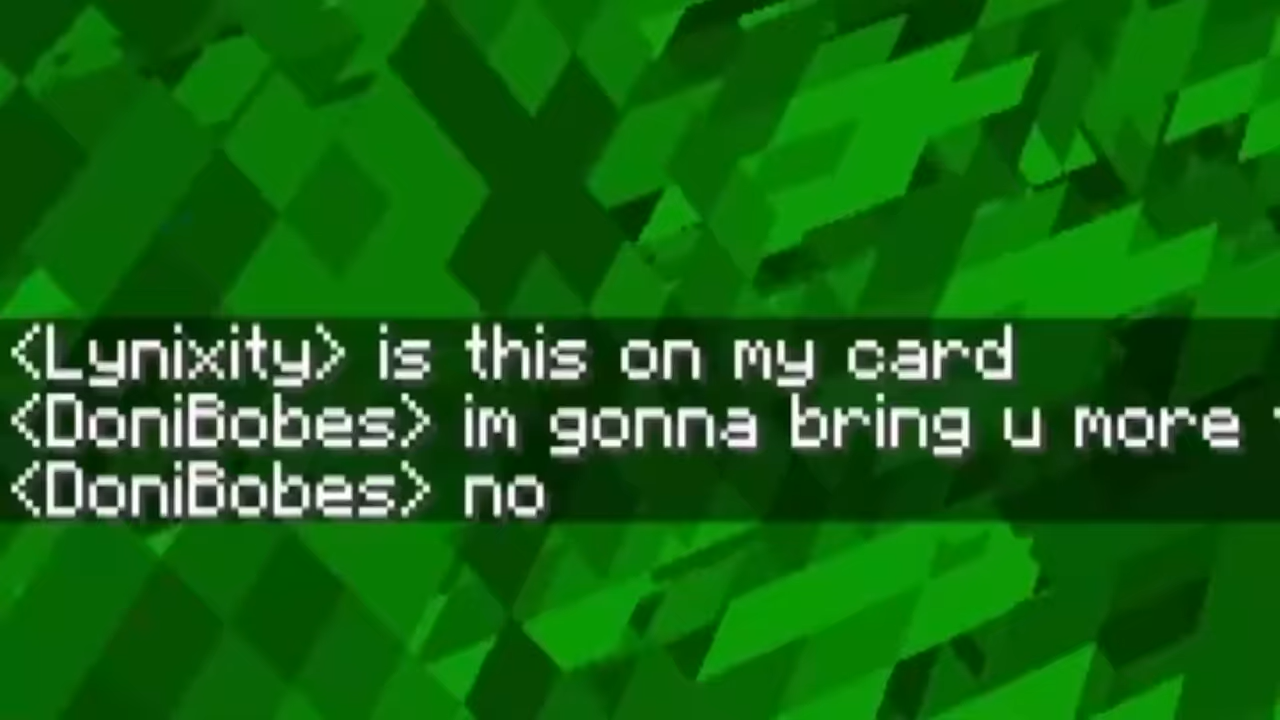 <Lynixity> is this on my card
<DoniBobes> im gonna bring u more
<DoniBobes> no